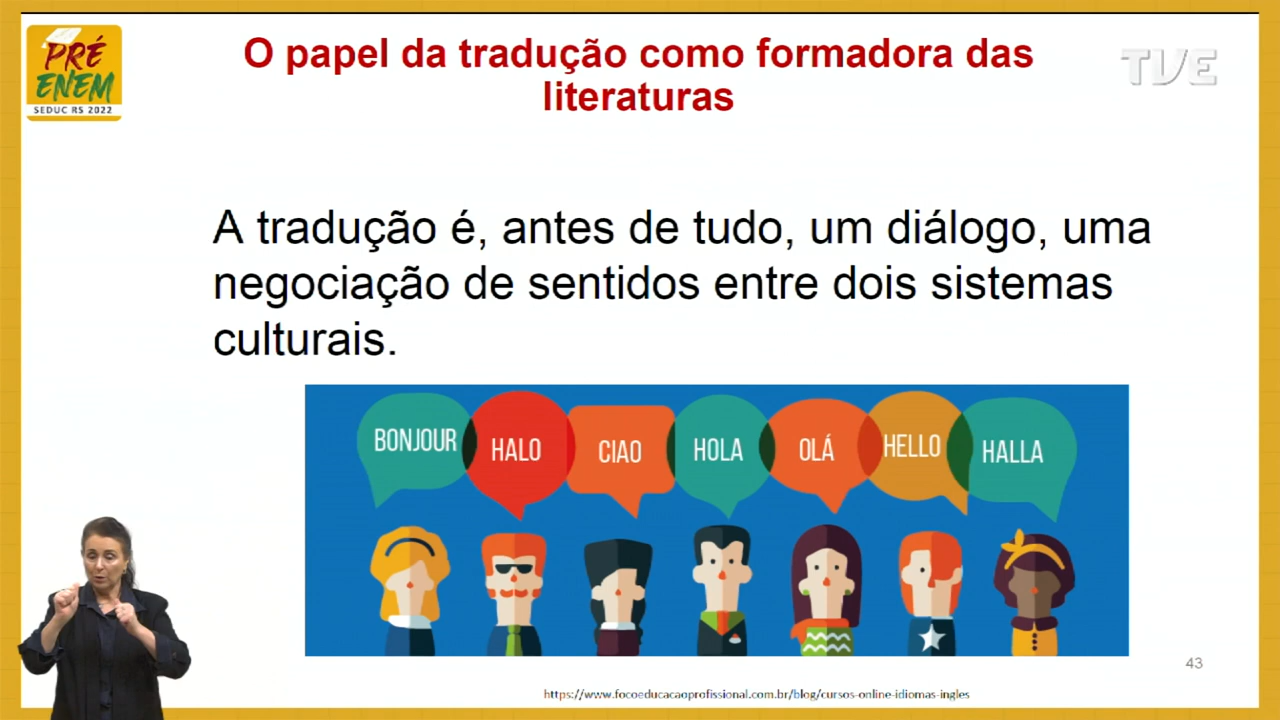 PRÉ
ENEM
SEDUC RS 2022
O papel da tradução como formadora das
literaturas
TVE
A tradução é, antes de tudo, um diálogo, uma
negociação de sentidos entre dois sistemas
culturais.
BONJOUR
HALO
CIAO
HOLA
OLÁ
HELLO
HALLA
43
https://www.focoeducacaoprofissional.com.br/blog/cursos-online-idiomas-ingles